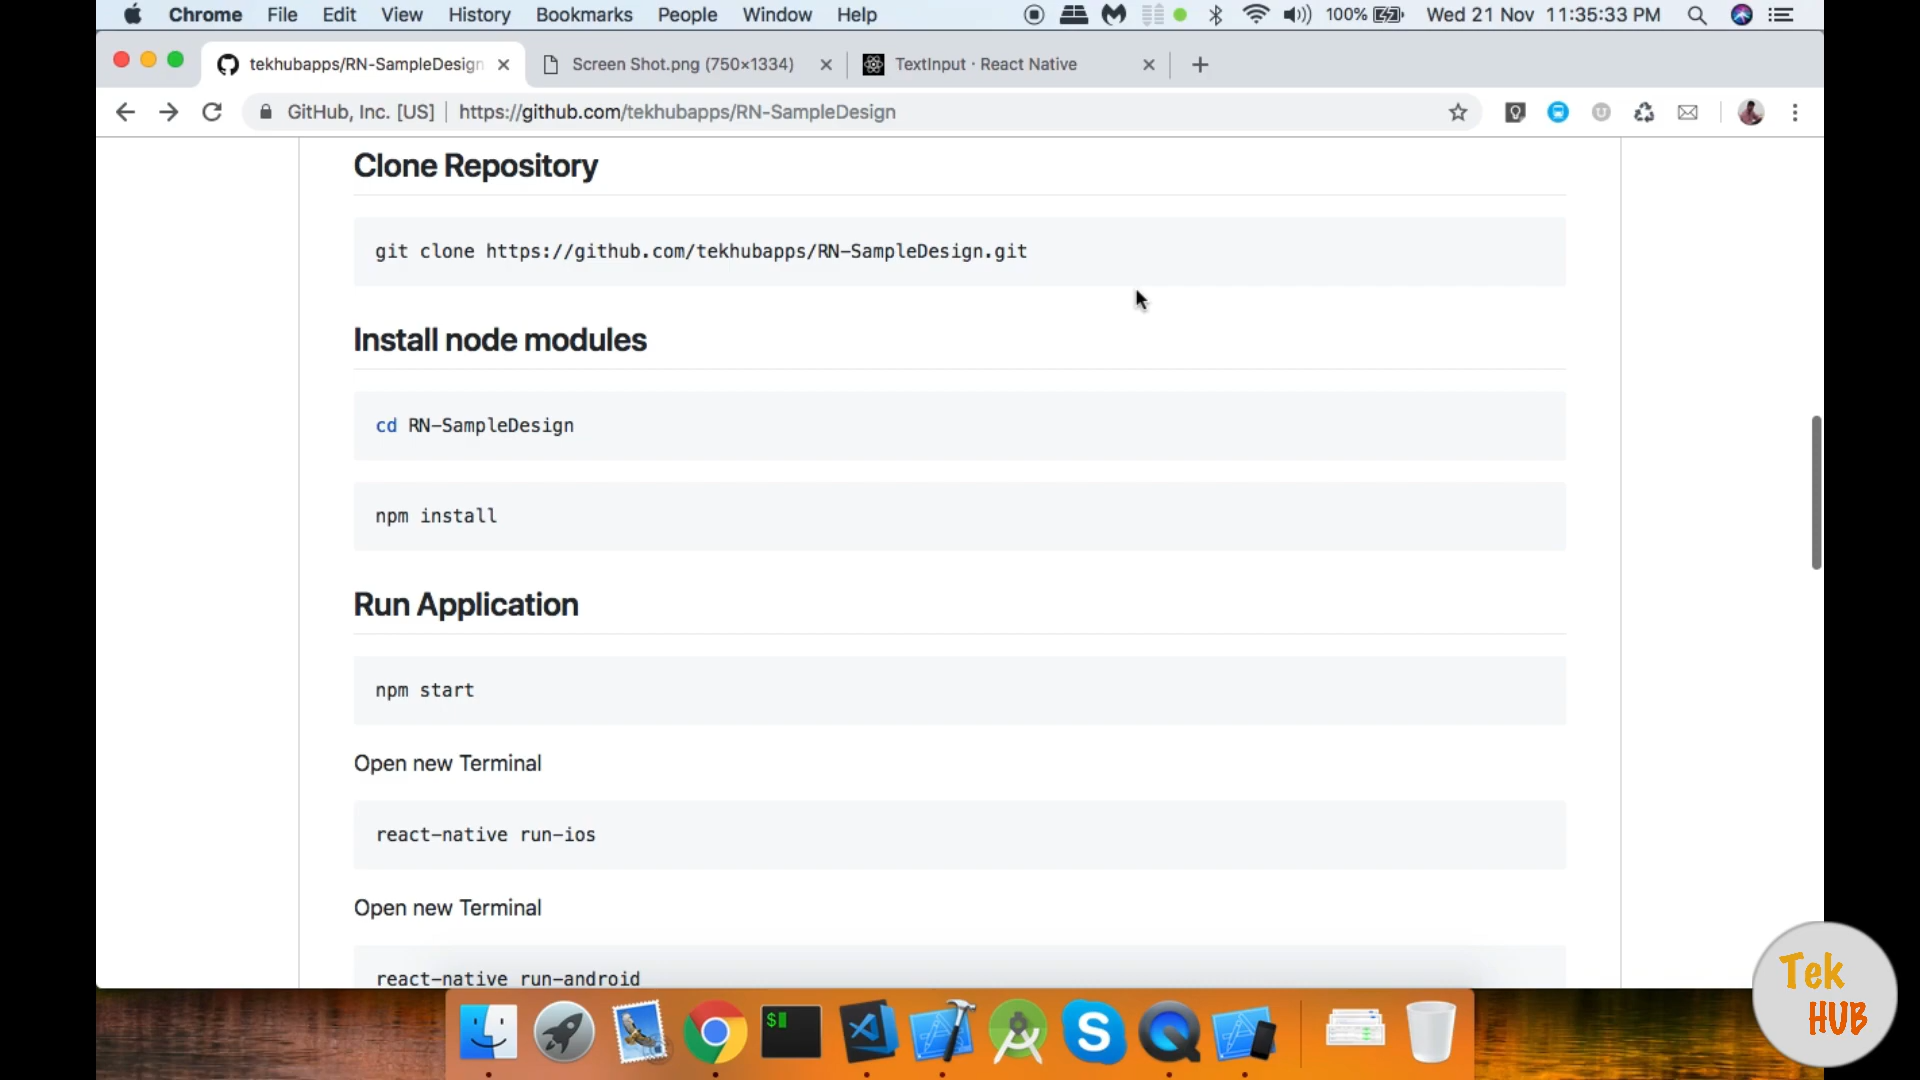 Chrome File Edit View History Bookmarks People Window Help 100% Wed 21 Nov 11:35:33 PM
tekhubapps/RN-SampleDesign Screen Shot.png (750×1334) TextInput · React Native
GitHub, Inc. [US] https://github.com/tekhubapps/RN-SampleDesign
Clone Repository
git clone https://github.com/tekhubapps/RN-SampleDesign.git
Install node modules
cd RN-SampleDesign
npm install
Run Application
npm start
Open new Terminal
react-native run-ios
Open new Terminal
react-native run-android
Tek
HUB